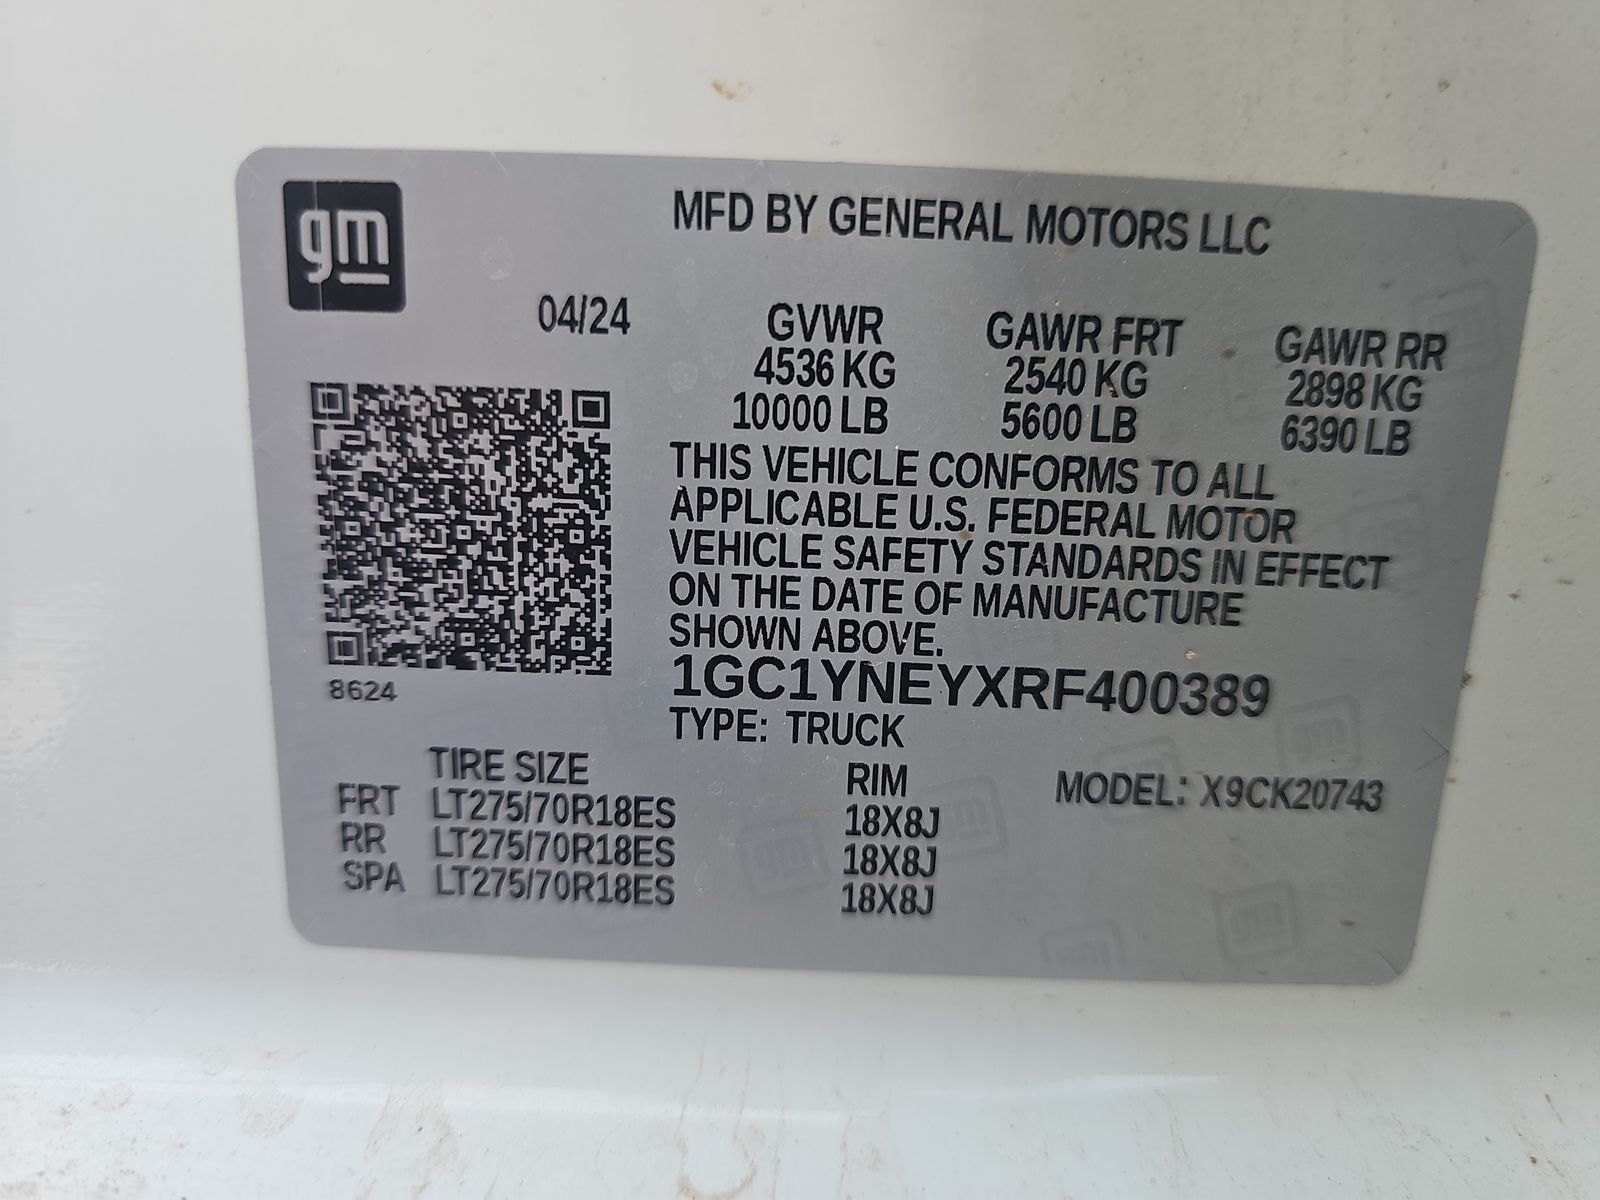 gm
MFD BY GENERAL MOTORS LLC
04/24
GVWR GAWR FRT GAWR RR
4536 KG 2540 KG 2898 KG
10000 LB 5600 LB 6390 LB
THIS VEHICLE CONFORMS TO ALL
APPLICABLE U.S. FEDERAL MOTOR
VEHICLE SAFETY STANDARDS IN EFFECT
ON THE DATE OF MANUFACTURE
SHOWN ABOVE.
8624
1GC1YNEYXRF400389
TYPE: TRUCK
TIRE SIZE RIM MODEL: X9CK20743
FRT LT275/70R18ES 18X8J
RR LT275/70R18ES 18X8J
SPA LT275/70R18ES 18X8J